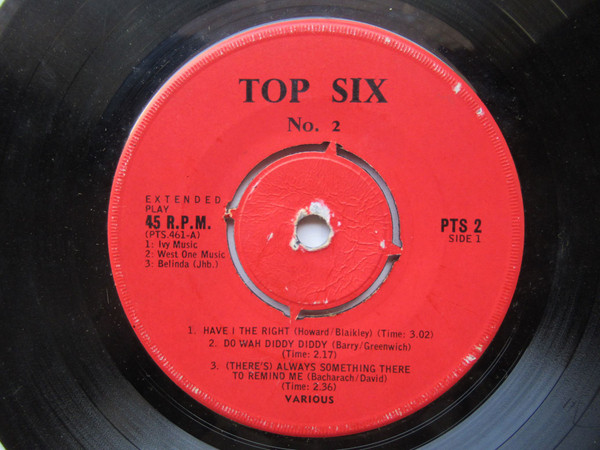 TOP SIX
No. 2
EXTENDED
PLAY
45 R.P.M.
(PTS.461-A)
1: Ivy Music
2: West One Music
3: Belinda (Jhb.)
PTS 2
SIDE 1
1. HAVE I THE RIGHT (Howard/Blaikley) (Time: 3.02)
2. DO WAH DIDDY DIDDY (Barry/Greenwich)
(Time: 2.17)
3. (THERE'S) ALWAYS SOMETHING THERE
TO REMIND ME (Bacharach/David)
(Time: 2.36)
VARIOUS